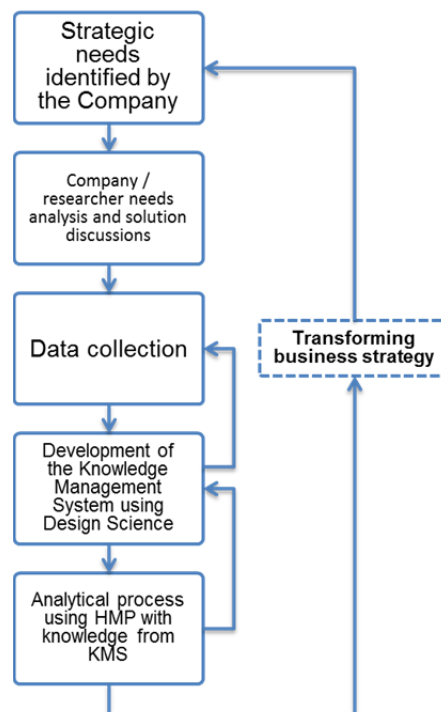 Strategic
needs
identified by
the Company
Company /
researcher needs
analysis and solution
discussions
Data collection
Transforming
business strategy
Development of
the Knowledge
Management
System using
Design Science
Analytical process
using HMP with
knowledge from
KMS